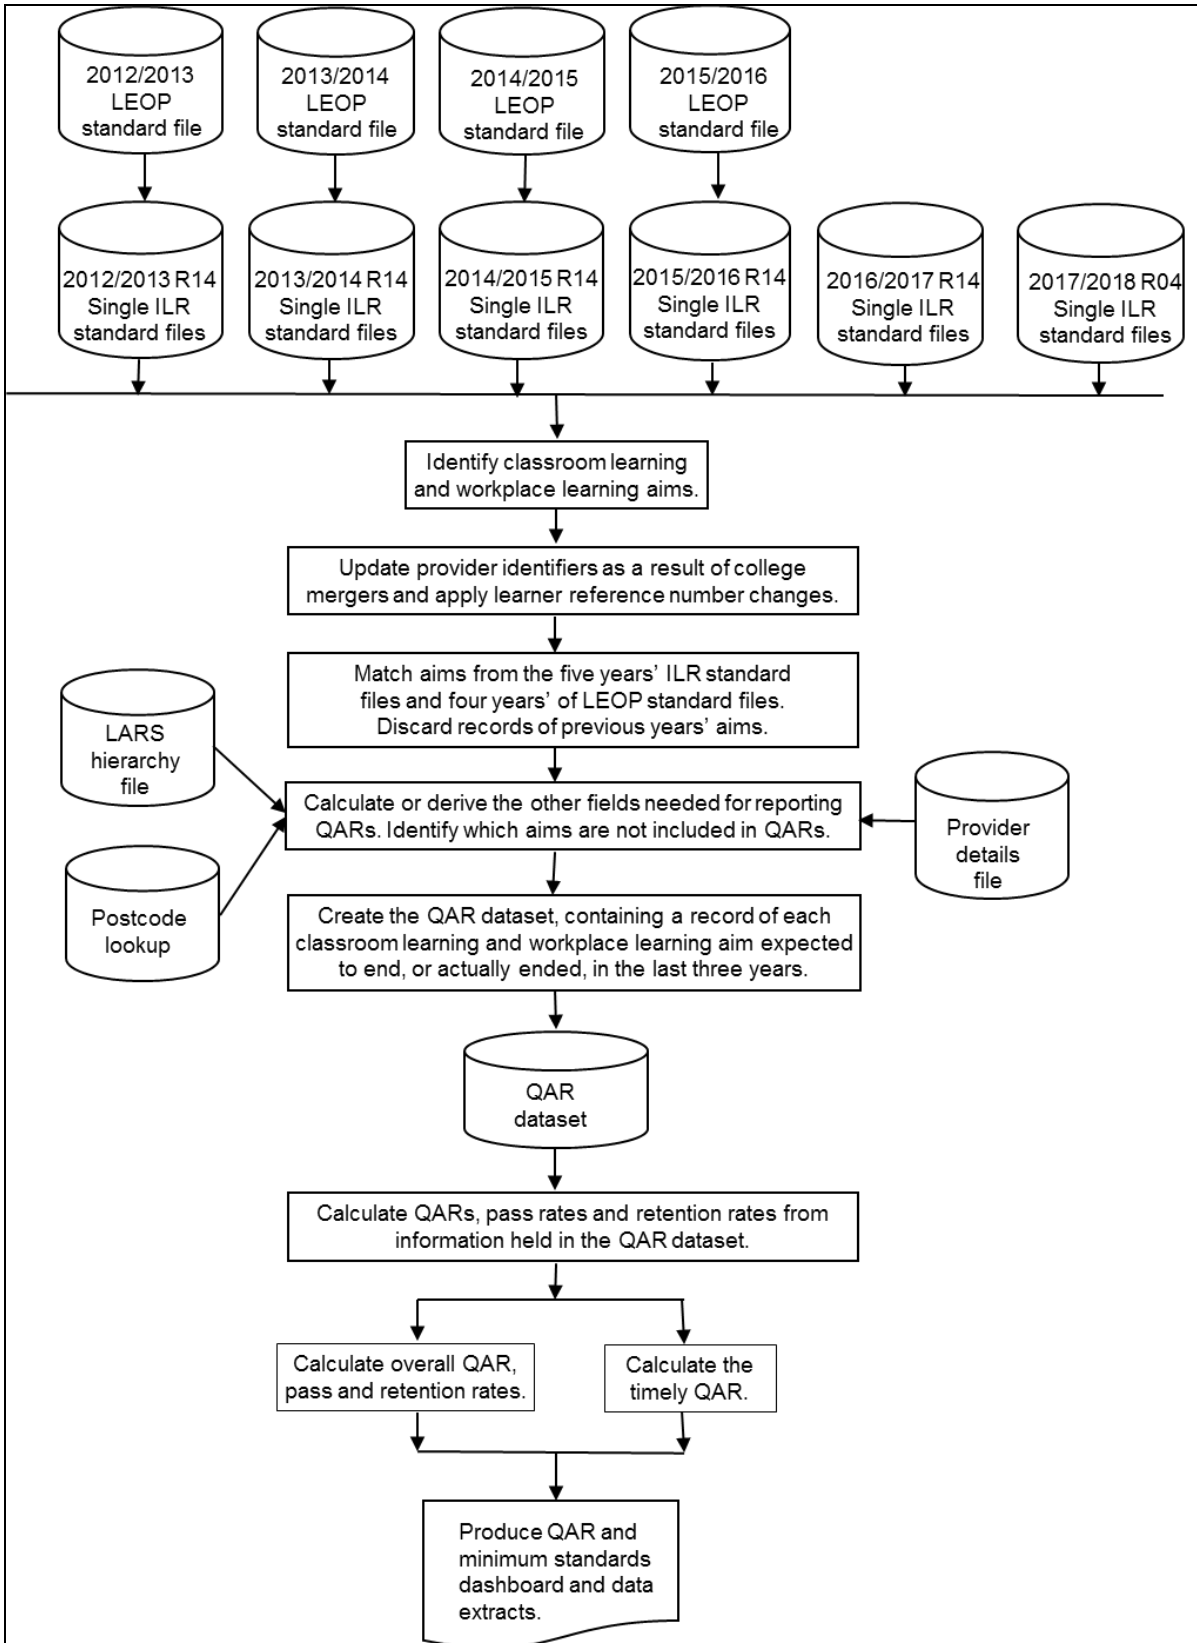 2012/2013
LEOP
standard file
2013/2014
LEOP
standard file
2014/2015
LEOP
standard file
2015/2016
LEOP
standard file
2012/2013 R14
Single ILR
standard files
2013/2014 R14
Single ILR
standard files
2014/2015 R14
Single ILR
standard files
2015/2016 R14
Single ILR
standard files
2016/2017 R14
Single ILR
standard files
2017/2018 R04
Single ILR
standard files
Identify classroom learning
and workplace learning aims.
Update provider identifiers as a result of college
mergers and apply learner reference number changes.
Match aims from the five years’ ILR standard
files and four years’ of LEOP standard files.
Discard records of previous years’ aims.
LARS
hierarchy
file
Calculate or derive the other fields needed for reporting
QARs. Identify which aims are not included in QARs.
Provider
details
file
Postcode
lookup
Create the QAR dataset, containing a record of each
classroom learning and workplace learning aim expected
to end, or actually ended, in the last three years.
QAR
dataset
Calculate QARs, pass rates and retention rates from
information held in the QAR dataset.
Calculate overall QAR,
pass and retention rates.
Calculate the
timely QAR.
Produce QAR and
minimum standards
dashboard and data
extracts.